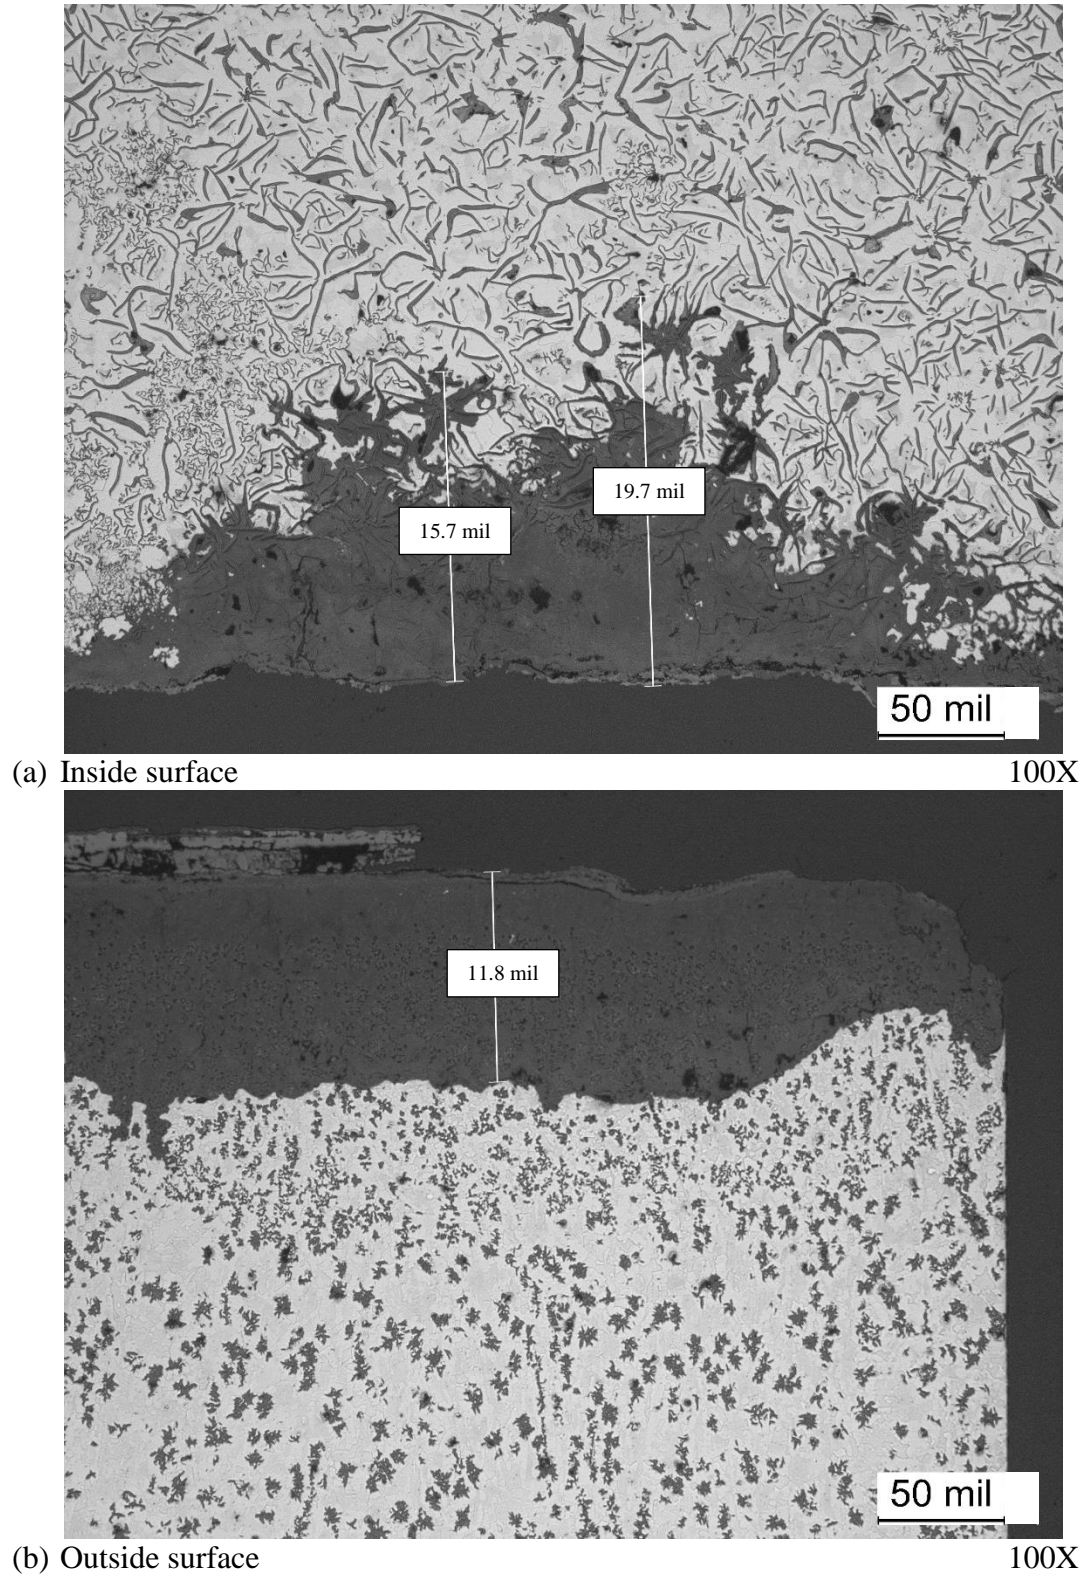 19.7 mil
15.7 mil
50 mil
(a) Inside surface 100X
11.8 mil
50 mil
(b) Outside surface 100X